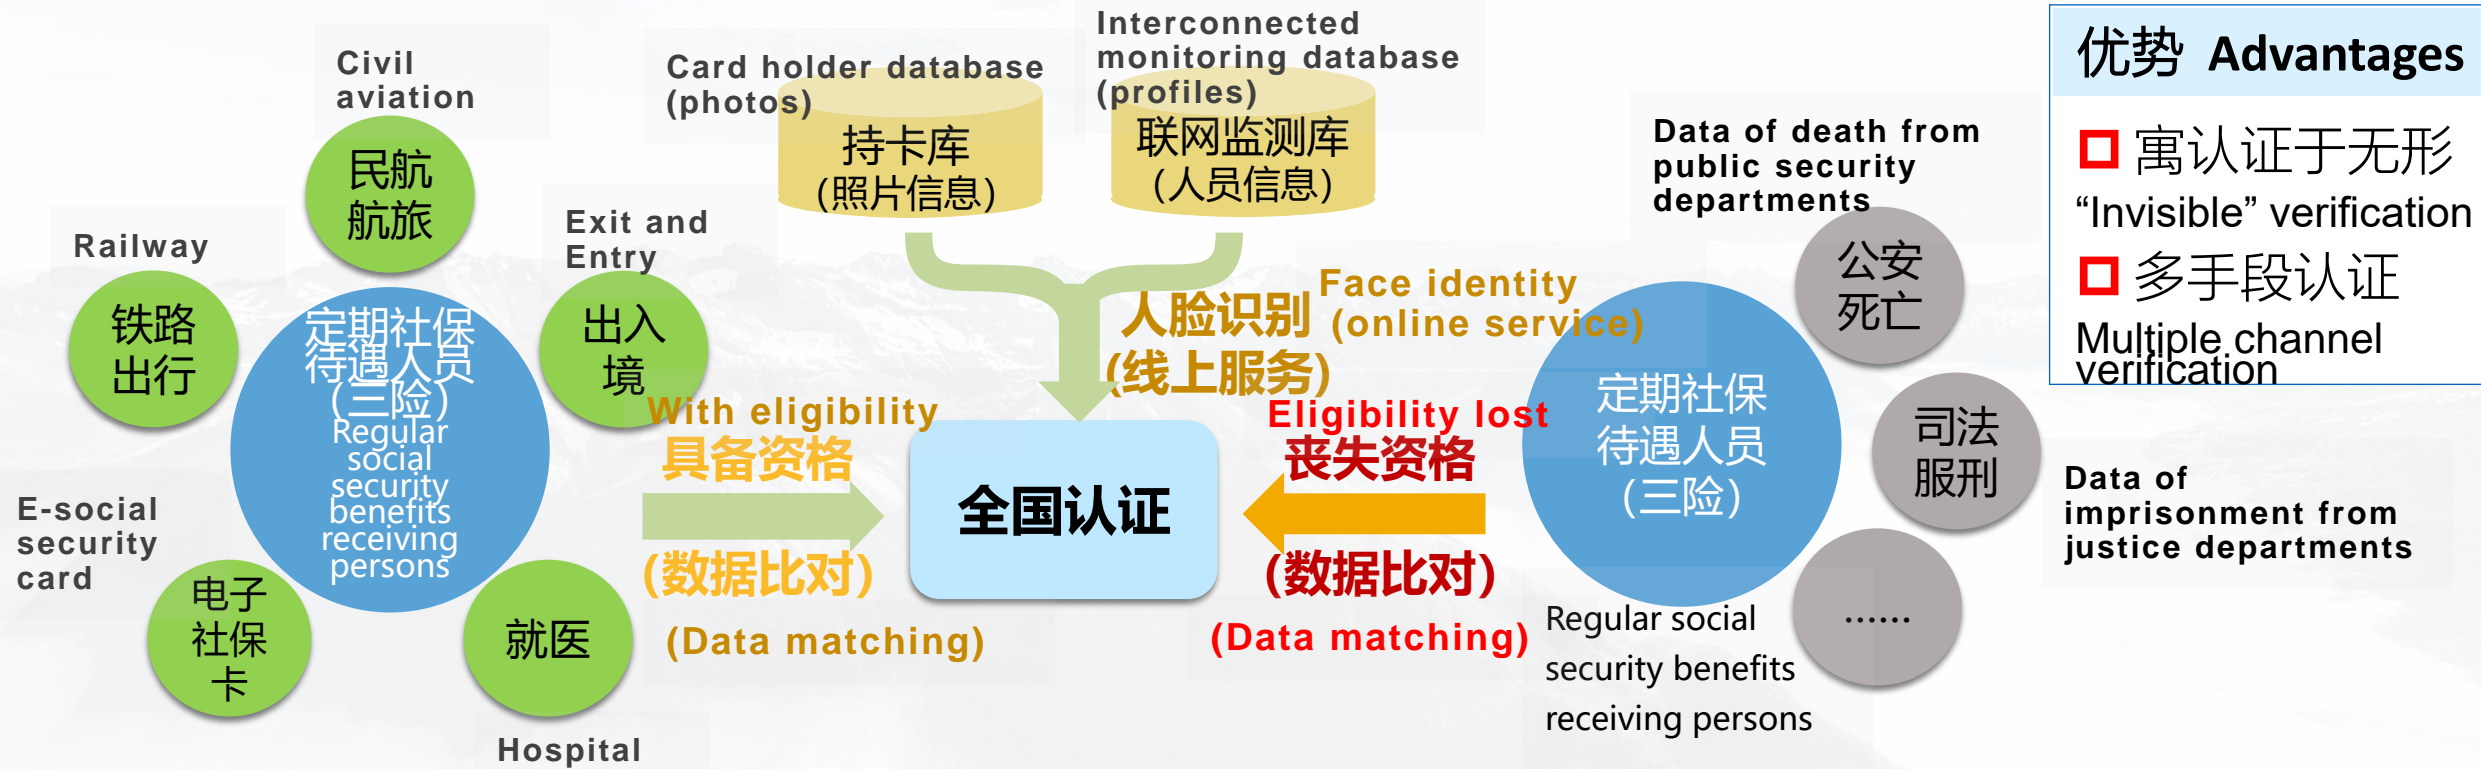 Civil
aviation
民航
航旅
Railway
铁路
出行
Exit and
Entry
出入
境
定期社保
待遇人员
（三险）
Regular
social
security
benefits
receiving
persons
E-social
security
card
电子
社保
卡
就医
Hospital
Card holder database
(photos)
持卡库
(照片信息)
Interconnected
monitoring database
(profiles)
联网监测库
(人员信息)
人脸识别
(线上服务)
Face identity
(online service)
With eligibility
具备资格
(数据比对)
(Data matching)
全国认证
Eligibility lost
丧失资格
(数据比对)
(Data matching)
定期社保
待遇人员
（三险）
Regular social
security benefits
receiving persons
Data of death from
public security
departments
公安
死亡
司法
服刑
Data of
imprisonment from
justice departments
……
优势 Advantages
寓认证于无形
“Invisible” verification
多手段认证
Multiple channel
verification